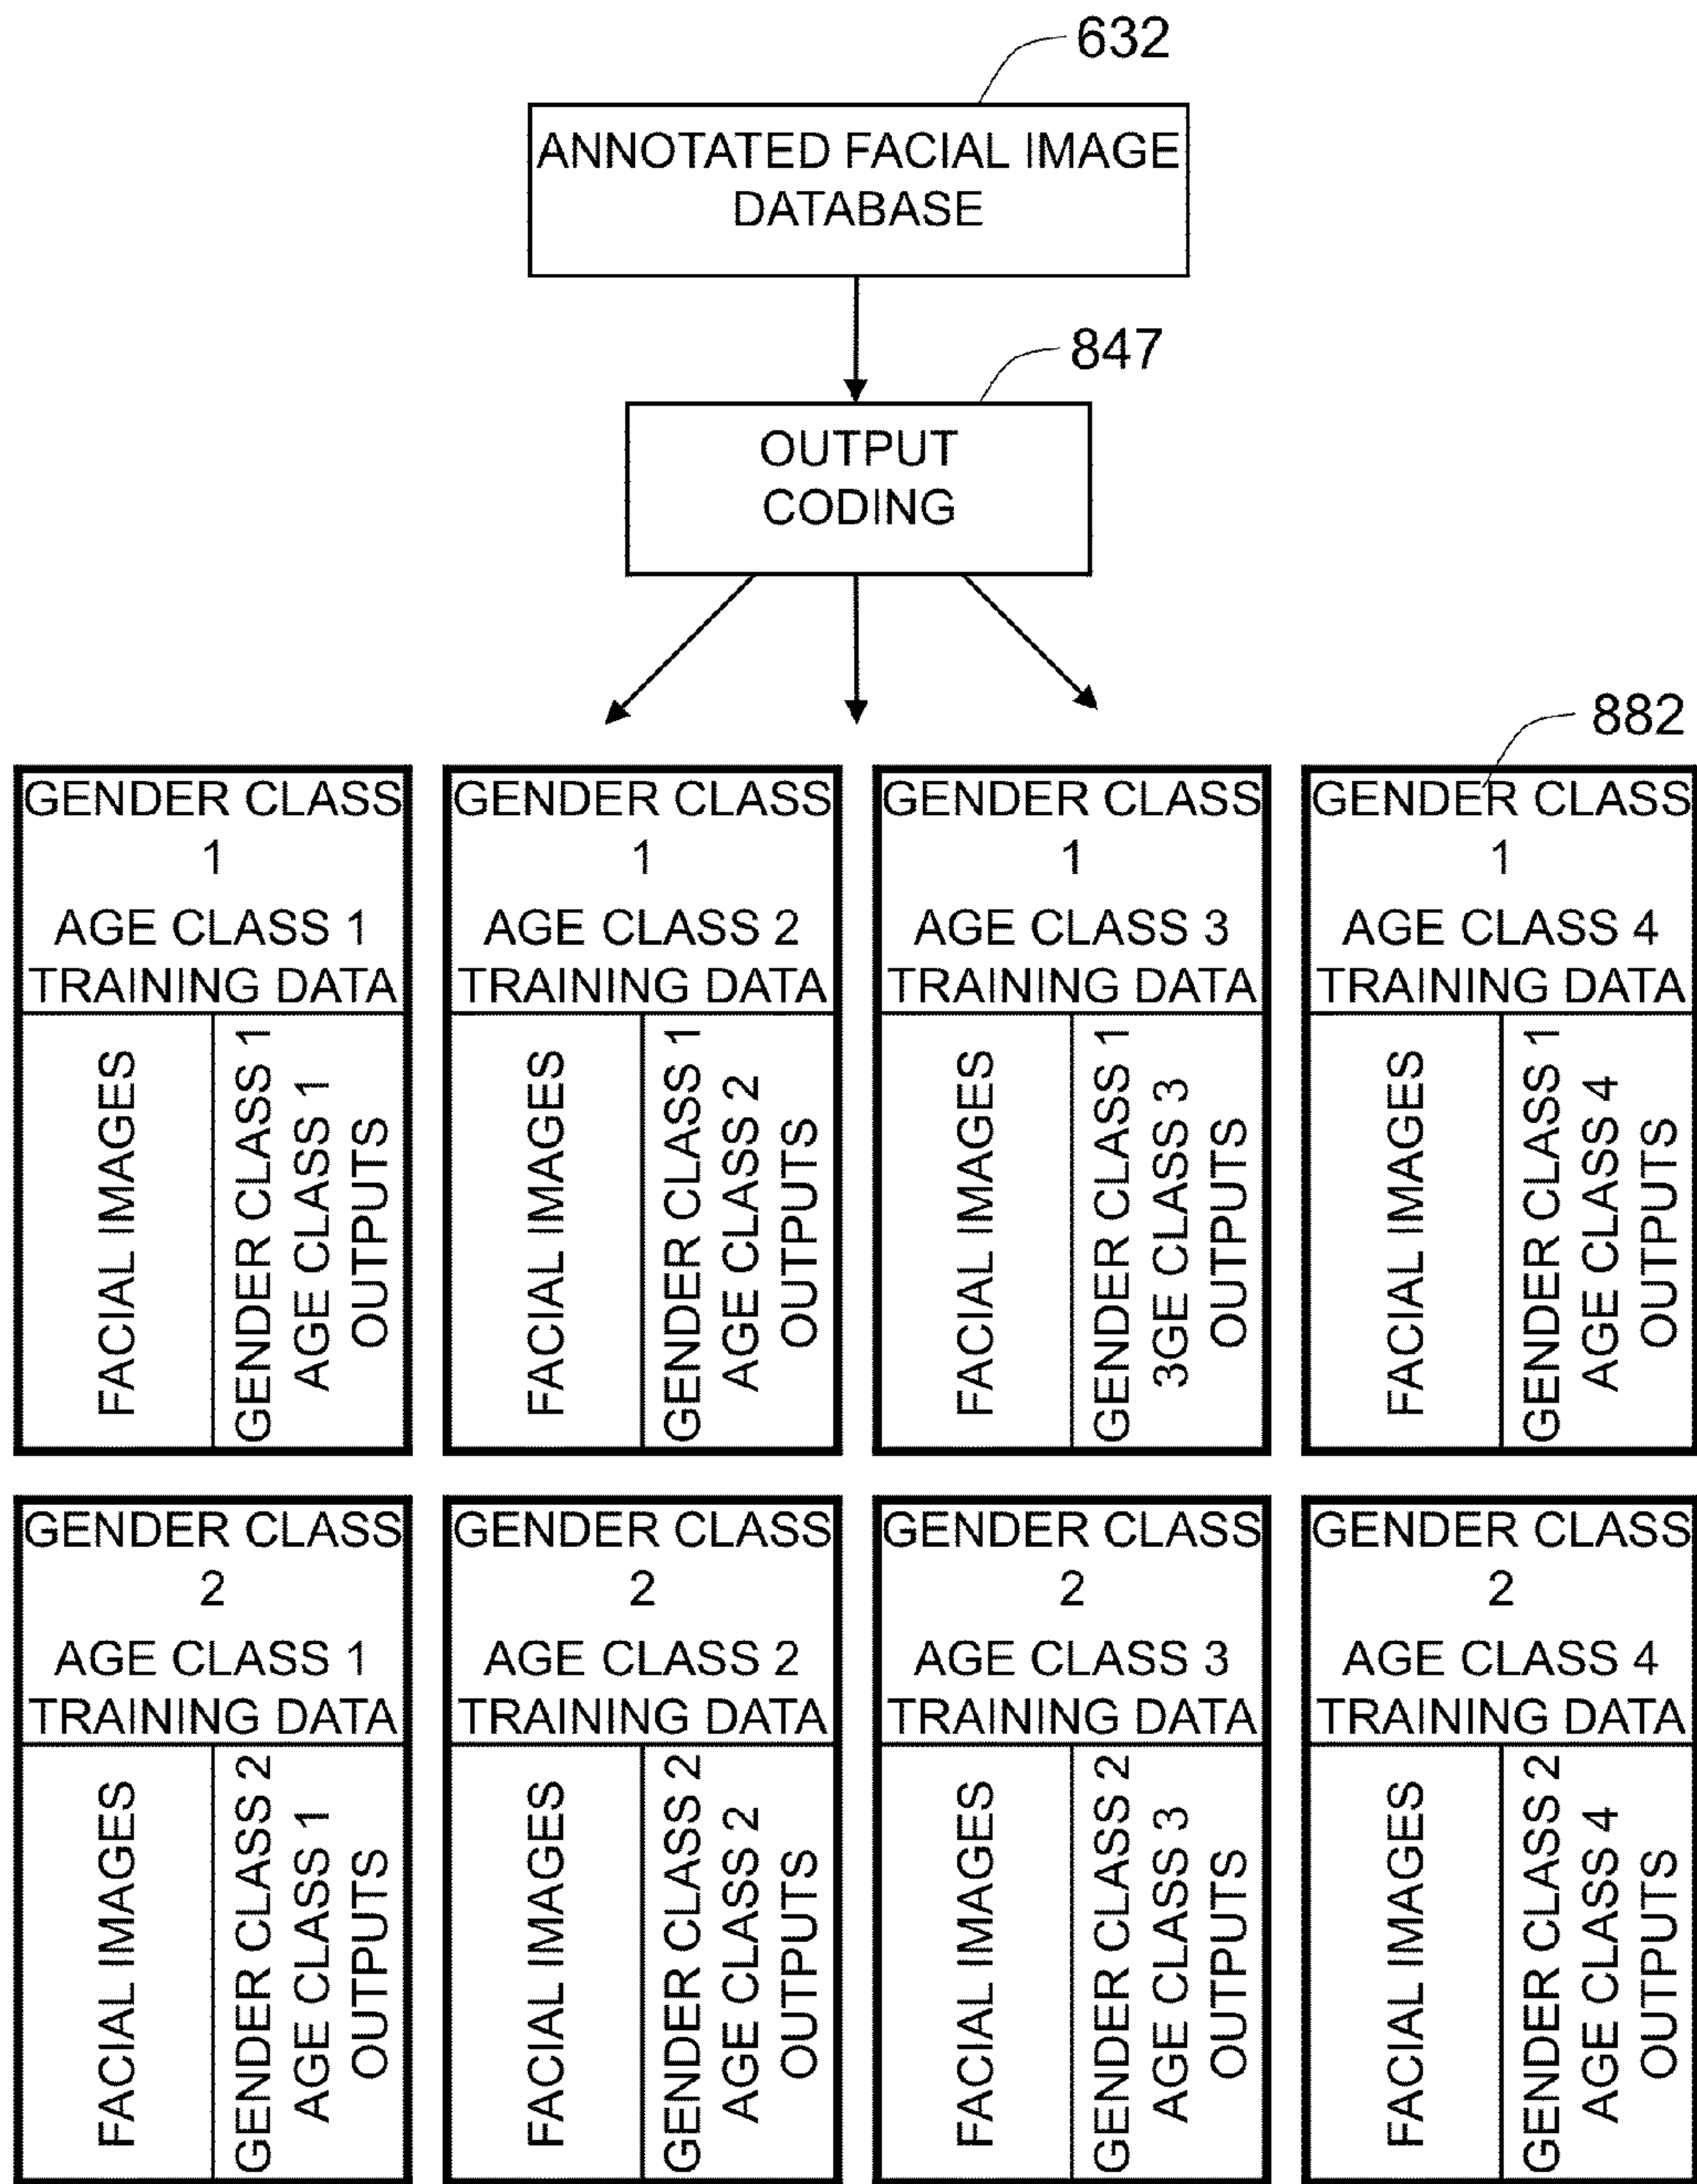 632
ANNOTATED FACIAL IMAGE
DATABASE
847
OUTPUT
CODING
882
GENDER CLASS
1
AGE CLASS 1
TRAINING DATA
FACIAL IMAGES
GENDER CLASS 1
AGE CLASS 1
OUTPUTS
GENDER CLASS
1
AGE CLASS 2
TRAINING DATA
FACIAL IMAGES
GENDER CLASS 1
AGE CLASS 2
OUTPUTS
GENDER CLASS
1
AGE CLASS 3
TRAINING DATA
FACIAL IMAGES
GENDER CLASS 1
3GE CLASS 3
OUTPUTS
GENDER CLASS
1
AGE CLASS 4
TRAINING DATA
FACIAL IMAGES
GENDER CLASS 1
AGE CLASS 4
OUTPUTS
GENDER CLASS
2
AGE CLASS 1
TRAINING DATA
FACIAL IMAGES
GENDER CLASS 2
AGE CLASS 1
OUTPUTS
GENDER CLASS
2
AGE CLASS 2
TRAINING DATA
FACIAL IMAGES
GENDER CLASS 2
AGE CLASS 2
OUTPUTS
GENDER CLASS
2
AGE CLASS 3
TRAINING DATA
FACIAL IMAGES
GENDER CLASS 2
AGE CLASS 3
OUTPUTS
GENDER CLASS
2
AGE CLASS 4
TRAINING DATA
FACIAL IMAGES
GENDER CLASS 2
AGE CLASS 4
OUTPUTS